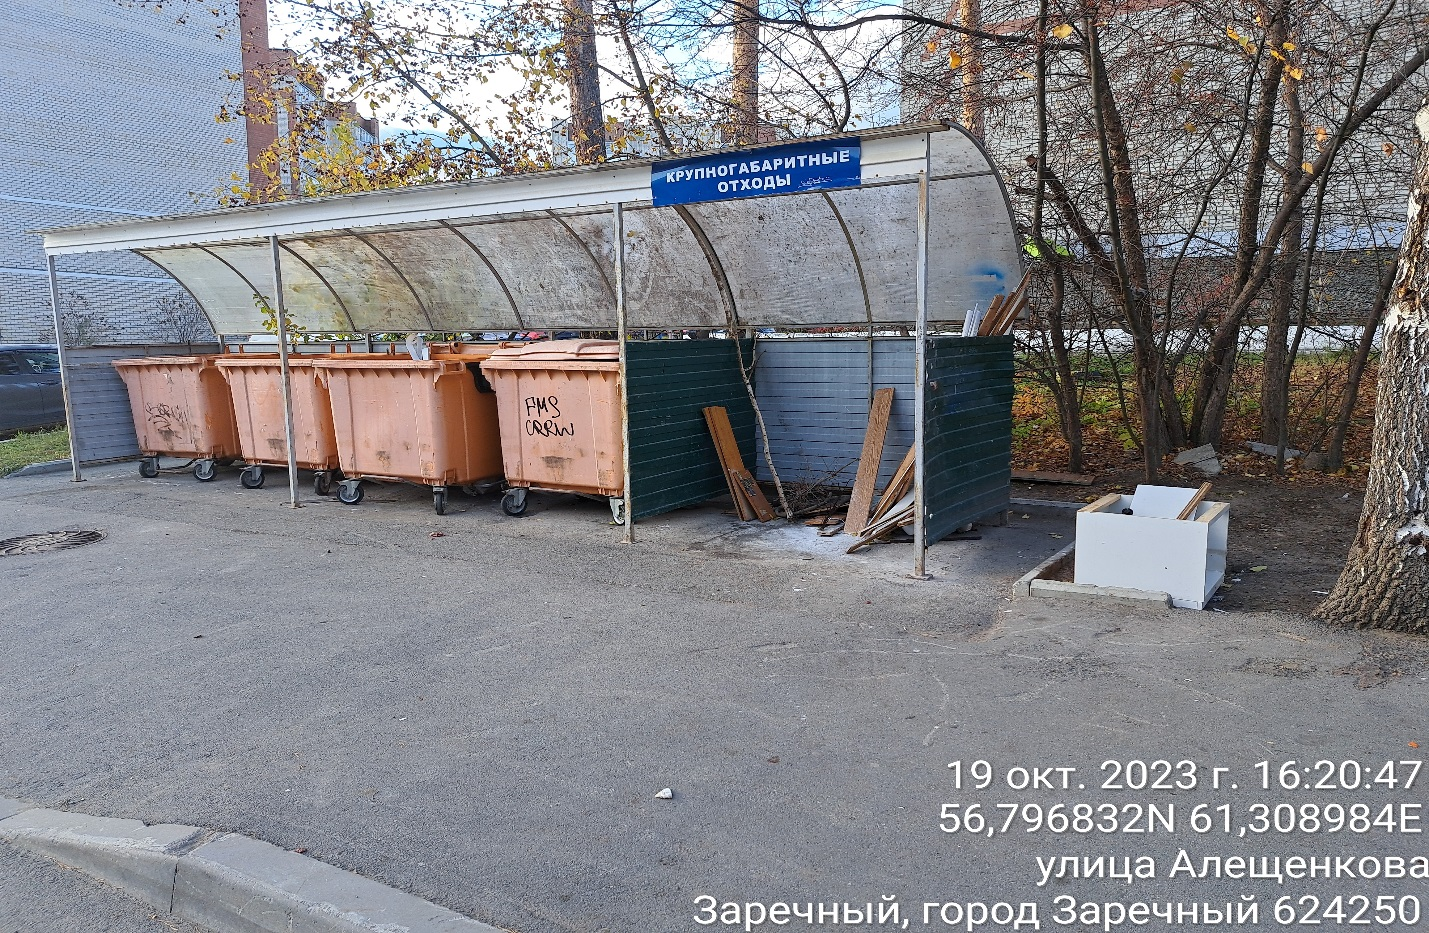 КРУПНОГАБАРИТНЫЕ
ОТХОДЫ
FMS
19 окт. 2023 г. 16:20:47
56,796832N 61,308984E
улица Алещенкова
Заречный, город Заречный 624250